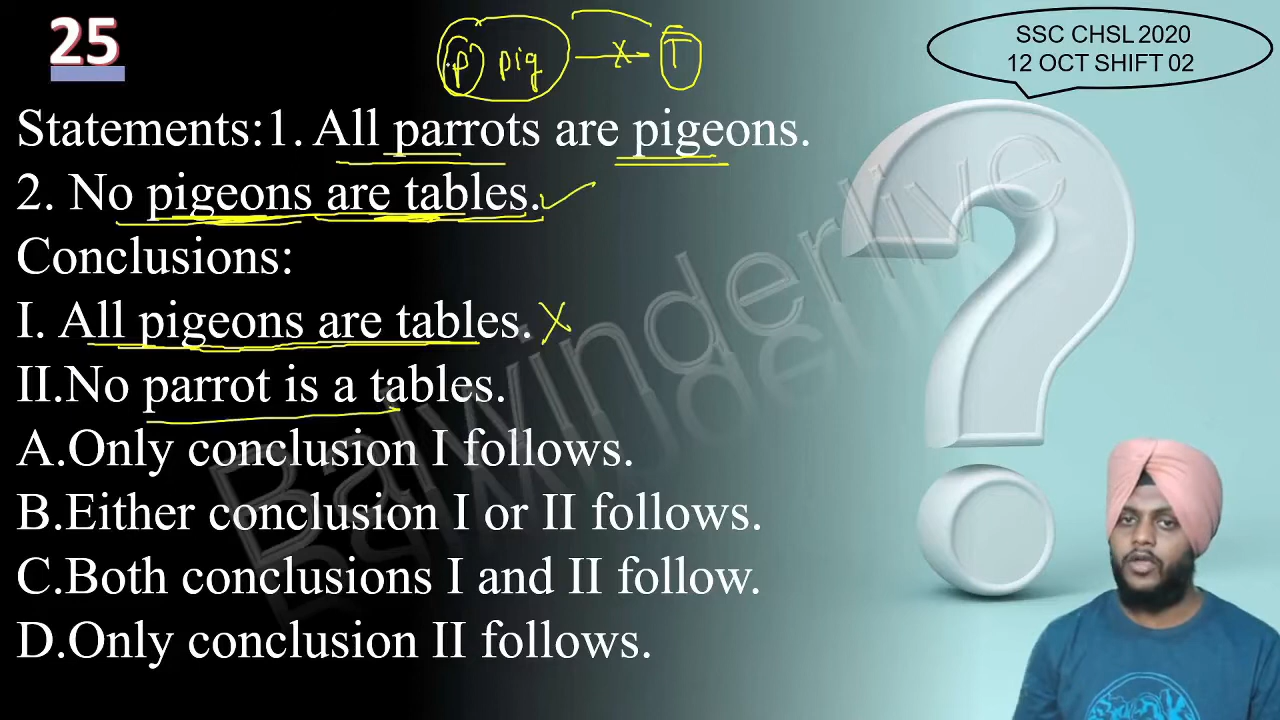 25
p pig x T
SSC CHSL 2020
12 OCT SHIFT 02
Statements:1. All parrots are pigeons.
2. No pigeons are tables.
Conclusions:
I. All pigeons are tables. x
II.No parrot is a tables.
A.Only conclusion I follows.
B.Either conclusion I or II follows.
C.Both conclusions I and II follow.
D.Only conclusion II follows.
Balwinderlive